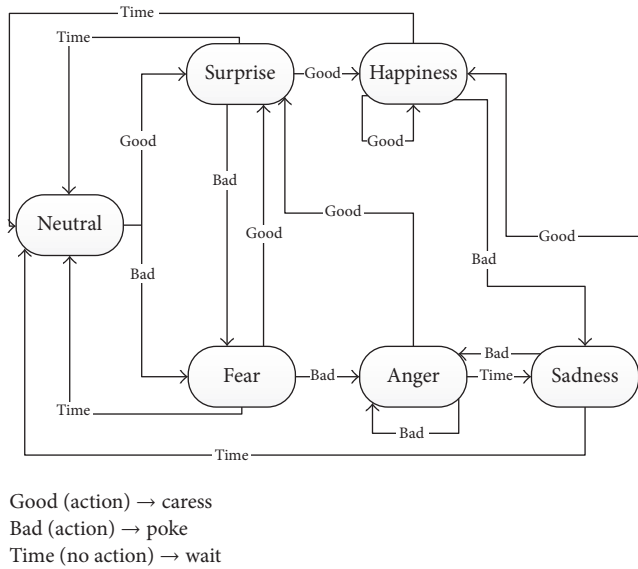 Time
Time
Surprise
Good
Happiness
Good
Good
Bad
Good
Neutral
Good
Good
Bad
Bad
Bad
Fear
Bad
Anger
Time
Sadness
Time
Bad
Time
Good (action) → caress
Bad (action) → poke
Time (no action) → wait